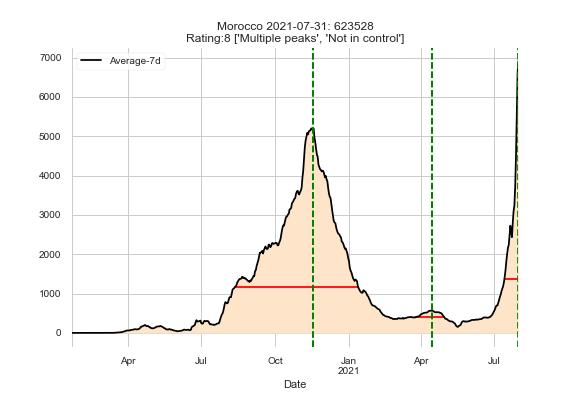 Morocco 2021-07-31: 623528
Rating:8 ['Multiple peaks', 'Not in control']
Average-7d
7000
6000
5000
4000
3000
2000
1000
0
Apr Jul Oct Jan Apr Jul
2021
Date